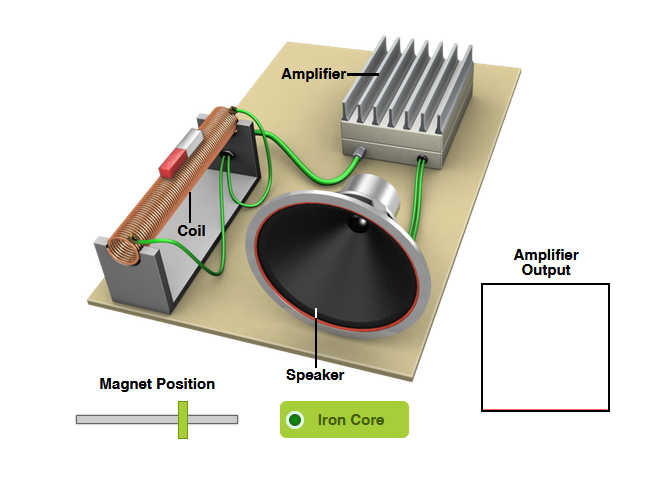 Amplifier
Coil
Amplifier
Output
Speaker
Magnet Position
Iron Core